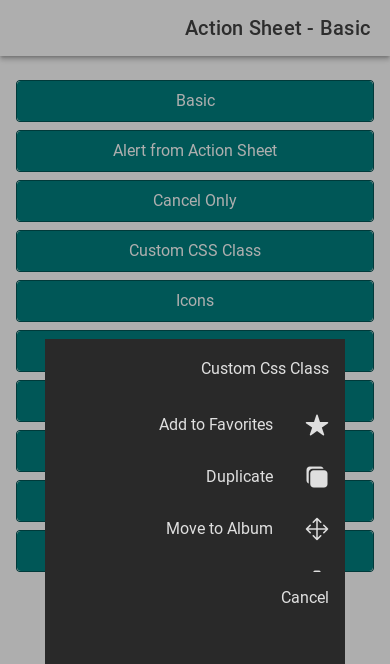 Action Sheet - Basic
Basic
Alert from Action Sheet
Cancel Only
Custom CSS Class
Icons
Custom Css Class
Add to Favorites
Duplicate
Move to Album
Cancel